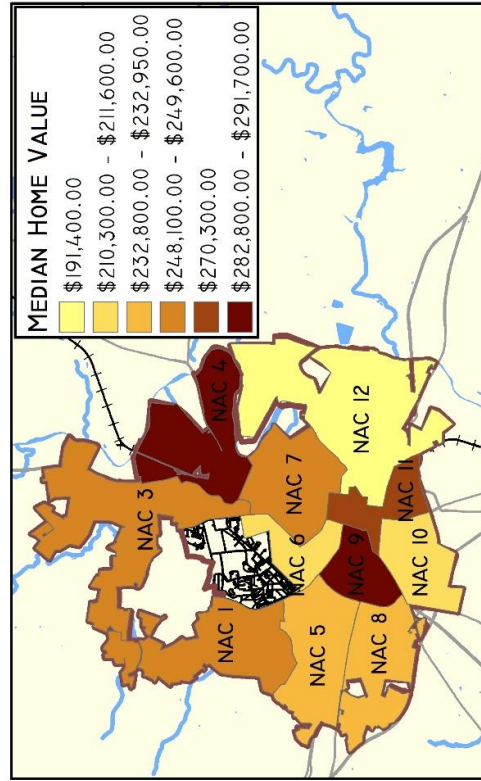 MEDIAN HOME VALUE
$191,400.00
$210,300.00 - $211,600.00
$232,800.00 - $232,950.00
$248,100.00 - $249,600.00
$270,300.00
$282,800.00 - $291,700.00
NAC 3
NAC 4
NAC 1
NAC 7
NAC 6
NAC 12
NAC 5
NAC 9
NAC 11
NAC 8
NAC 10